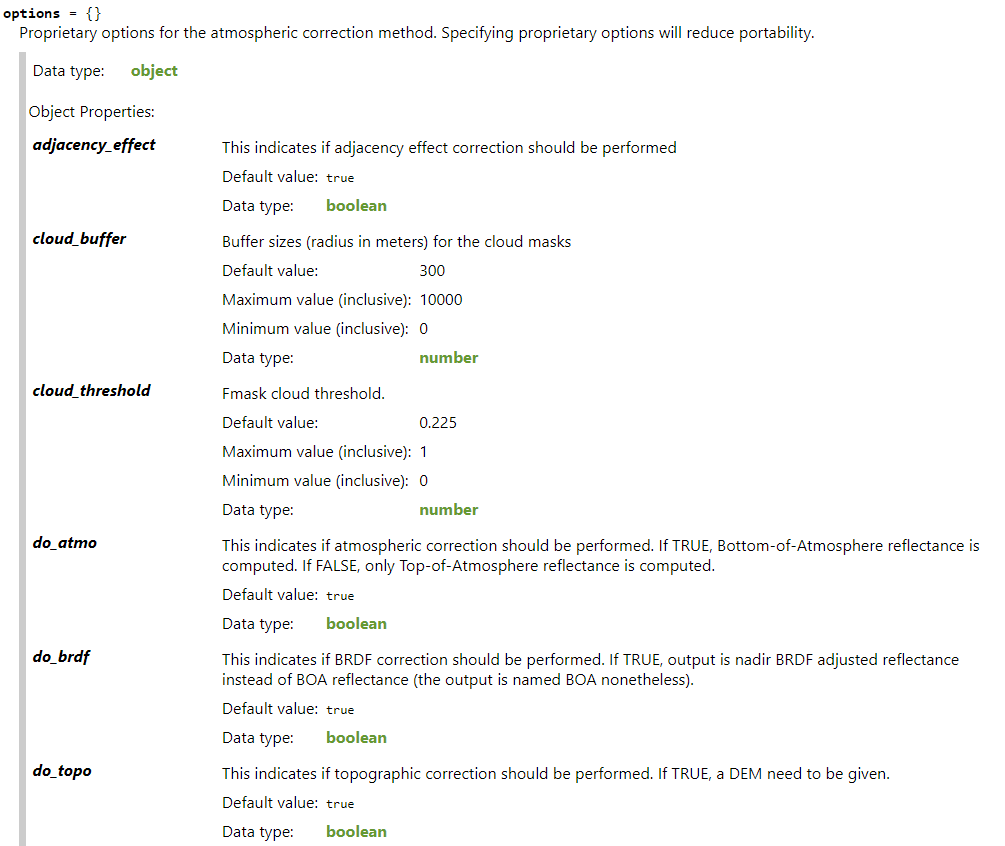 options = {}
Proprietary options for the atmospheric correction method. Specifying proprietary options will reduce portability.
Data type: object
Object Properties:
adjacency_effect This indicates if adjacency effect correction should be performed
Default value: true
Data type: boolean
cloud_buffer Buffer sizes (radius in meters) for the cloud masks
Default value: 300
Maximum value (inclusive): 10000
Minimum value (inclusive): 0
Data type: number
cloud_threshold Fmask cloud threshold.
Default value: 0.225
Maximum value (inclusive): 1
Minimum value (inclusive): 0
Data type: number
do_atmo This indicates if atmospheric correction should be performed. If TRUE, Bottom-of-Atmosphere reflectance is
computed. If FALSE, only Top-of-Atmosphere reflectance is computed.
Default value: true
Data type: boolean
do_brdf This indicates if BRDF correction should be performed. If TRUE, output is nadir BRDF adjusted reflectance
instead of BOA reflectance (the output is named BOA nonetheless).
Default value: true
Data type: boolean
do_topo This indicates if topographic correction should be performed. If TRUE, a DEM need to be given.
Default value: true
Data type: boolean